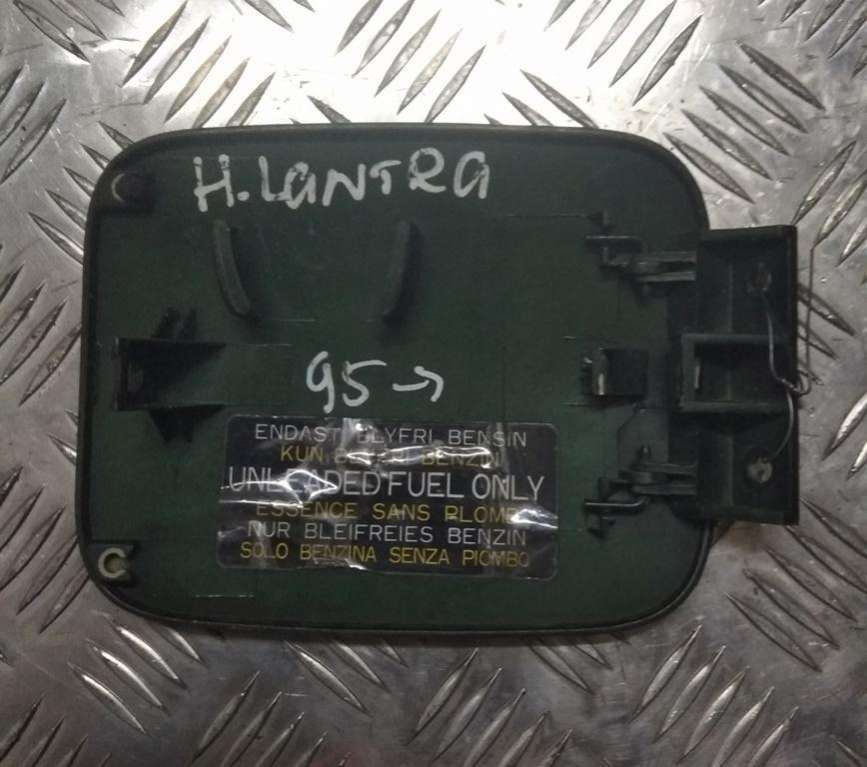 H. LANTRA
95→
ENDAST BLYFRI BENSIN
KUN BLYFRI BENZIN
UNLEADED FUEL ONLY
ESSENCE SANS PLOMB
NUR BLEIFREIES BENZIN
SOLO BENZINA SENZA PIOMBO